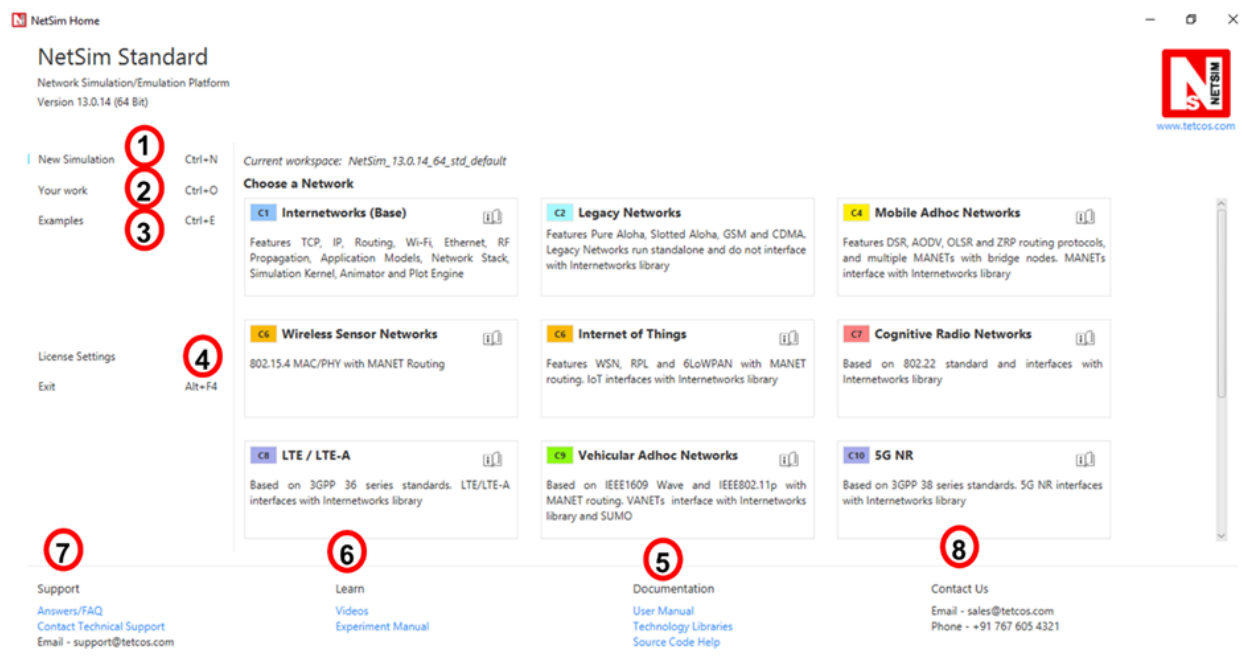 NetSim Home
NetSim Standard
Network Simulation/Emulation Platform
Version 13.0.14 (64 Bit)
NETSIM
Ns
www.tetcos.com
1
New Simulation Ctrl+N
2
Your work Ctrl+O
3
Examples Ctrl+E
4
License Settings
Exit Alt+F4
Current workspace: NetSim_13.0.14_64_std_default
Choose a Network
C1 Internetworks (Base)
Features TCP, IP, Routing, Wi-Fi, Ethernet, RF
Propagation, Application Models, Network Stack,
Simulation Kernel, Animator and Plot Engine
C2 Legacy Networks
Features Pure Aloha, Slotted Aloha, GSM and CDMA.
Legacy Networks run standalone and do not interface
with Internetworks library
C4 Mobile Adhoc Networks
Features DSR, AODV, OLSR and ZRP routing protocols,
and multiple MANETs with bridge nodes. MANETs
interface with Internetworks library
C6 Wireless Sensor Networks
802.15.4 MAC/PHY with MANET Routing
C6 Internet of Things
Features WSN, RPL and 6LoWPAN with MANET
routing. IoT interfaces with Internetworks library
C7 Cognitive Radio Networks
Based on 802.22 standard and interfaces with
Internetworks library
C8 LTE / LTE-A
Based on 3GPP 36 series standards. LTE/LTE-A
interfaces with Internetworks library
C9 Vehicular Adhoc Networks
Based on IEEE1609 Wave and IEEE802.11p with
MANET routing. VANETs interface with Internetworks
library and SUMO
C10 5G NR
Based on 3GPP 38 series standards. 5G NR interfaces
with Internetworks library
7
Support
Answers/FAQ
Contact Technical Support
Email - support@tetcos.com
6
Learn
Videos
Experiment Manual
5
Documentation
User Manual
Technology Libraries
Source Code Help
8
Contact Us
Email - sales@tetcos.com
Phone - +91 767 605 4321